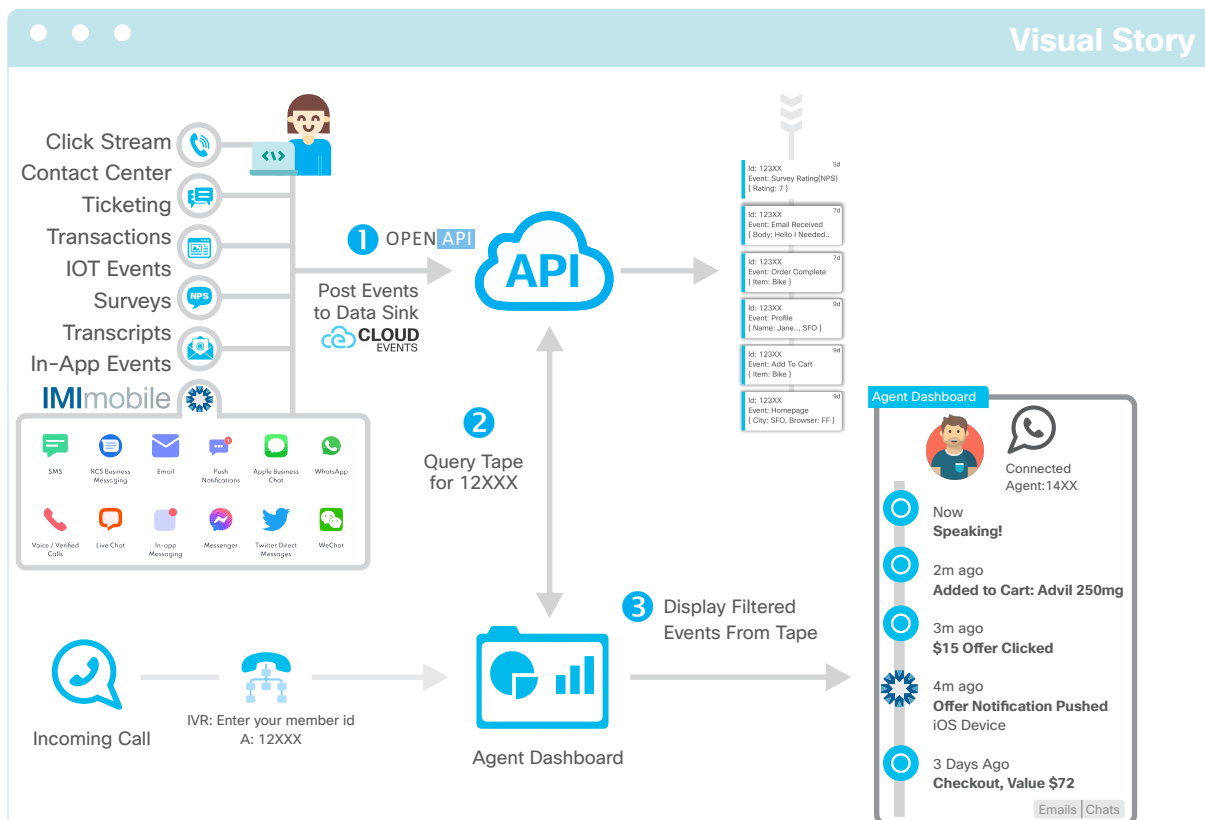 Visual Story
Click Stream
Contact Center
Ticketing
Transactions
IOT Events
Surveys
Transcripts
In-App Events
IMImobile
NPS
SMS
RCS Business
Messaging
Email
Push
Notifications
1
Apple Business
Chat
WhatsApp
Voice / Verified
Calls
Live Chat
In-app
Messaging
Messenger
Twitter Direct
Messages
WeChat
1 OPENAPI
Post Events
to Data Sink
CLOUD
EVENTS
API
Id: 123XX 5d
Event: Survey Rating(NPS)
{ Rating: 7 }
Id: 123XX 7d
Event: Email Received
{ Body: Hello I Needed..
Id: 123XX 7d
Event: Order Complete
{ Item: Bike }
Id: 123XX 9d
Event: Profile
{ Name: Jane.., SFO }
Id: 123XX 9d
Event: Add To Cart
{ Item: Bike }
Id: 123XX 9d
Event: Homepage
{ City: SFO, Browser: FF }
2
Query Tape
for 12XXX
Incoming Call
IVR: Enter your member id
A: 12XXX
Agent Dashboard
3 Display Filtered
Events From Tape
Agent Dashboard
Connected
Agent:14XX
Now
Speaking!
2m ago
Added to Cart: Advil 250mg
3m ago
$15 Offer Clicked
4m ago
Offer Notification Pushed
iOS Device
3 Days Ago
Checkout, Value $72
Emails Chats